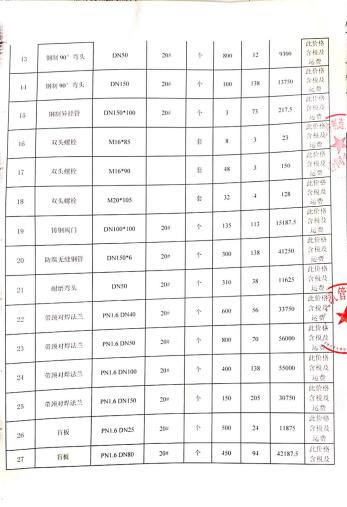 此价格
13 钢制 90°弯头 DN50 20# 个 800 12 9300 含税及
运费
此价格
14 钢制 90°弯头 DN150 20# 个 100 138 13750 含税及
运费
此价格
15 钢制异径管 DN150*100 20# 个 3 73 217.5 含税及
运费
此价格
16 双头螺栓 M16*85 套 8 3 23 含税及
运费
此价格
17 双头螺栓 M16*90 套 48 3 150 含税及
运费
此价格
18 双头螺栓 M20*105 套 32 4 128 含税及
运费
此价格
19 铸钢阀门 DN100*100 20# 个 135 113 15187.5 含税及
运费
此价格
20 防腐无缝钢管 DN150*6 20# 个 300 138 41250 含税及
运费
此价格
21 耐磨弯头 DN50 20# 个 310 38 11625 含税及
运费
此价格
22 带颈对焊法兰 PN1.6 DN40 20# 个 600 56 33750 含税及
运费
此价格
23 带颈对焊法兰 PN1.6 DN50 20# 个 800 70 56000 含税及
运费
此价格
24 带颈对焊法兰 PN1.6 DN100 20# 个 400 138 55000 含税及
运费
此价格
25 带颈对焊法兰 PN1.6 DN150 20# 个 150 205 30750 含税及
运费
此价格
26 盲板 PN1.6 DN25 20# 个 500 24 11875 含税及
运费
此价格
27 盲板 PN1.6 DN80 20# 个 450 94 42187.5 含税及